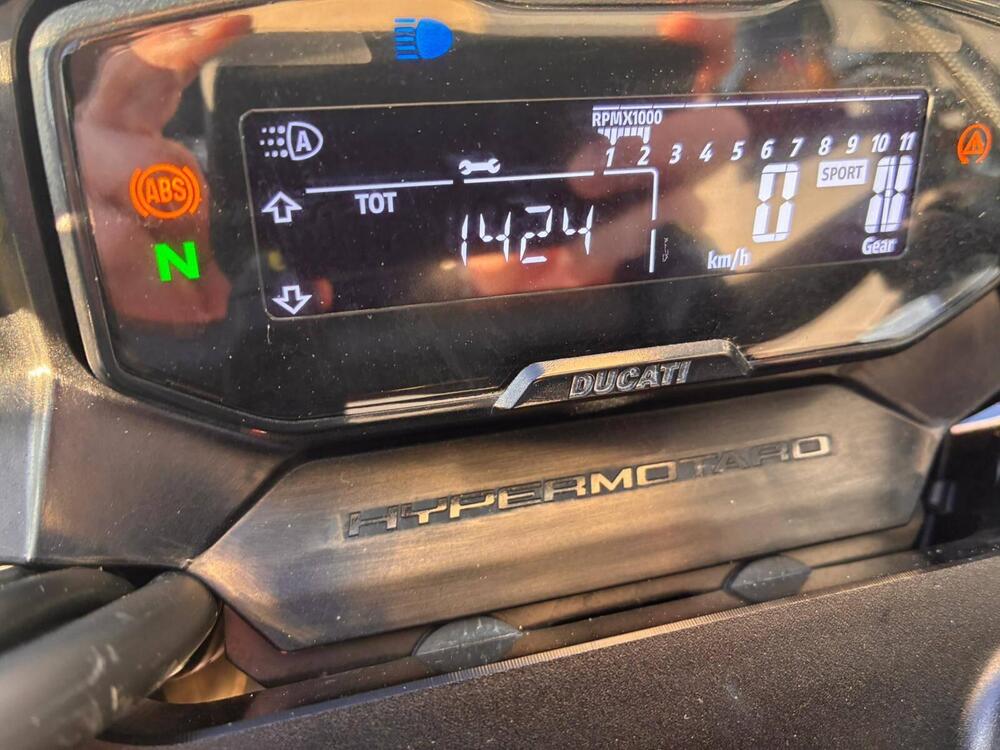 A
RPMX1000
1 2 3 4 5 6 7 8 9 10 11
ABS
TOT
1424
0
SPORT
N
km/h
Gear
DUCATI
HYPERMOTARD